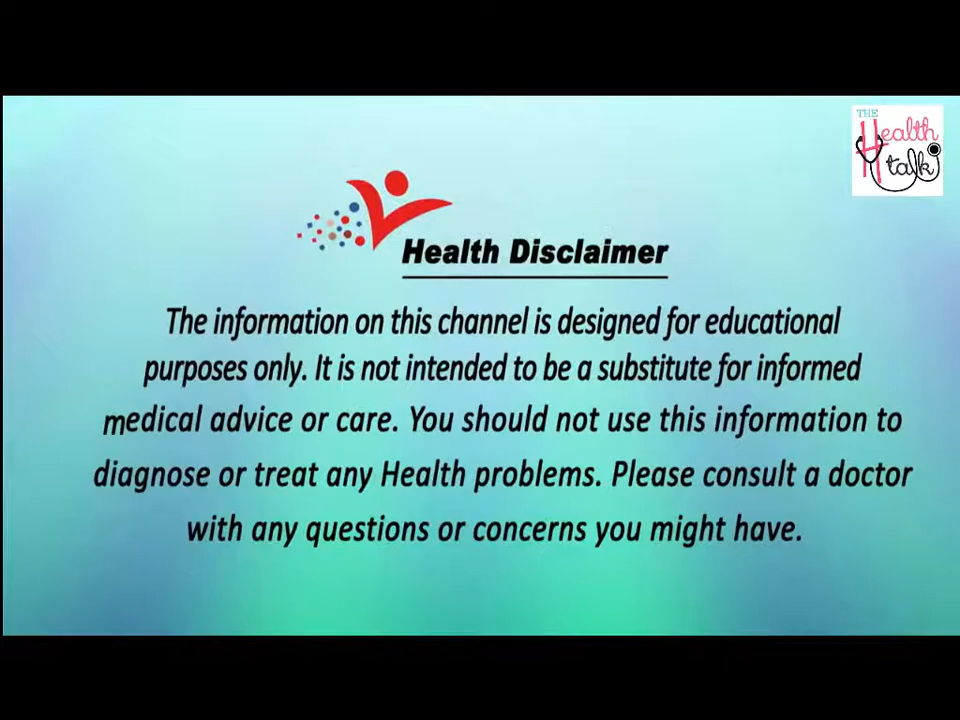 THE
Health
talk
Health Disclaimer
The information on this channel is designed for educational
purposes only. It is not intended to be a substitute for informed
medical advice or care. You should not use this information to
diagnose or treat any Health problems. Please consult a doctor
with any questions or concerns you might have.